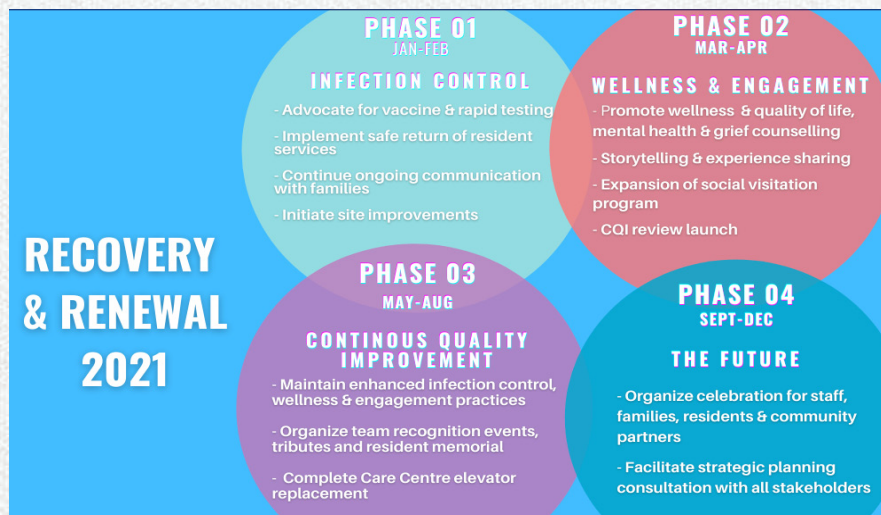 RECOVERY
& RENEWAL
2021
PHASE 01
JAN-FEB
INFECTION CONTROL
- Advocate for vaccine & rapid testing
- Implement safe return of resident
services
- Continue ongoing communication
with families
- Initiate site improvements
PHASE 02
MAR-APR
WELLNESS & ENGAGEMENT
- Promote wellness & quality of life,
mental health & grief counselling
- Storytelling & experience sharing
- Expansion of social visitation
program
- CQI review launch
PHASE 03
MAY-AUG
CONTINOUS QUALITY
IMPROVEMENT
- Maintain enhanced infection control,
wellness & engagement practices
- Organize team recognition events,
tributes and resident memorial
- Complete Care Centre elevator
replacement
PHASE 04
SEPT-DEC
THE FUTURE
- Organize celebration for staff,
families, residents & community
partners
- Facilitate strategic planning
consultation with all stakeholders